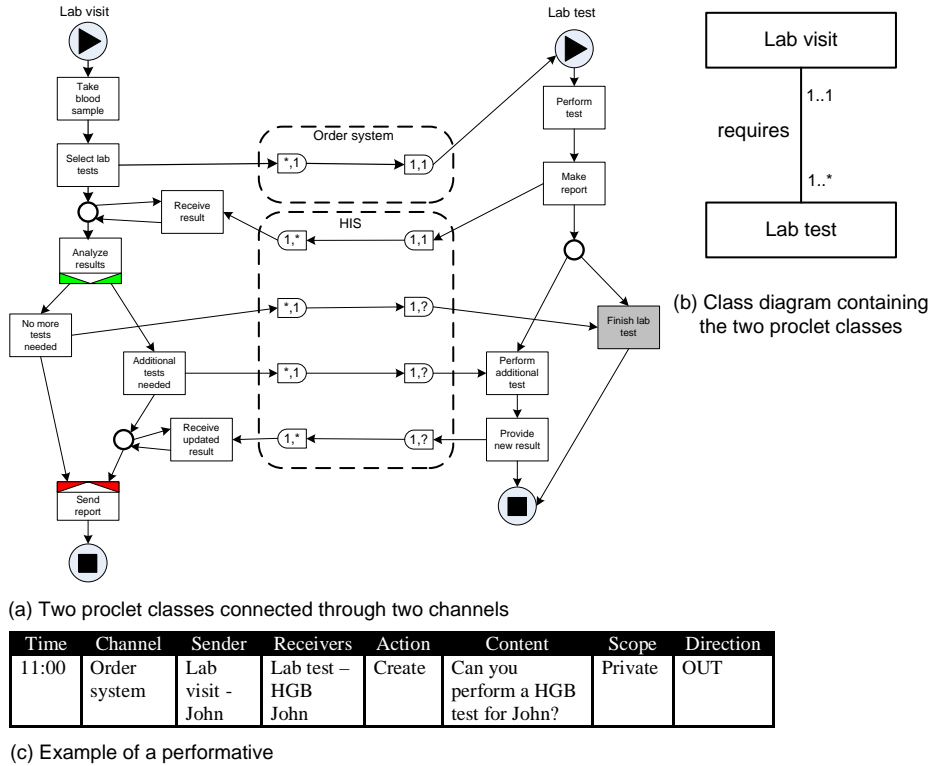 Lab visit
Take
blood
sample
Select lab
tests
Receive
result
Analyze
results
No more
tests
needed
Additional
tests
needed
Receive
updated
result
Send
report
Order system
*,1
1,1
HIS
1,*
1,1
*,1
1,?
*,1
1,?
1,*
1,?
Lab test
Perform
test
Make
report
Finish lab
test
Perform
additional
test
Provide
new result
Lab visit
1..1
requires
1..*
Lab test
(b) Class diagram containing
the two proclet classes
(a) Two proclet classes connected through two channels
Time Channel Sender Receivers Action Content Scope Direction
11:00 Order Lab Lab test – Create Can you Private OUT
system visit - HGB perform a HGB
John John test for John?
(c) Example of a performative